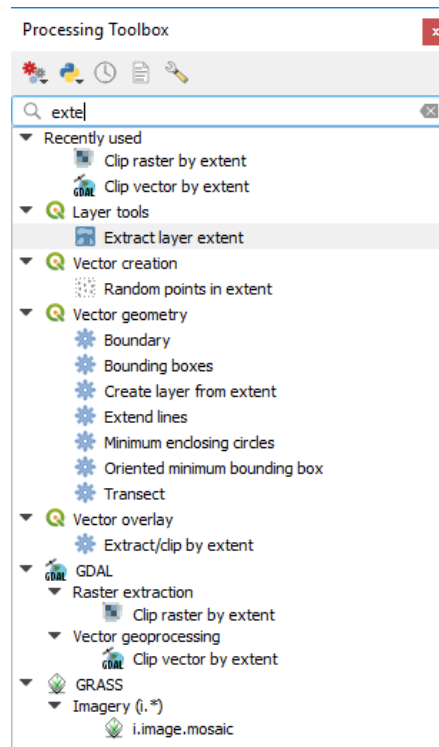 Processing Toolbox
exte
Recently used
Clip raster by extent
GDAL Clip vector by extent
Layer tools
Extract layer extent
Vector creation
Random points in extent
Vector geometry
Boundary
Bounding boxes
Create layer from extent
Extend lines
Minimum enclosing circles
Oriented minimum bounding box
Transect
Vector overlay
Extract/clip by extent
GDAL GDAL
Raster extraction
Clip raster by extent
Vector geoprocessing
GDAL Clip vector by extent
GRASS
Imagery (i.*)
i.image.mosaic